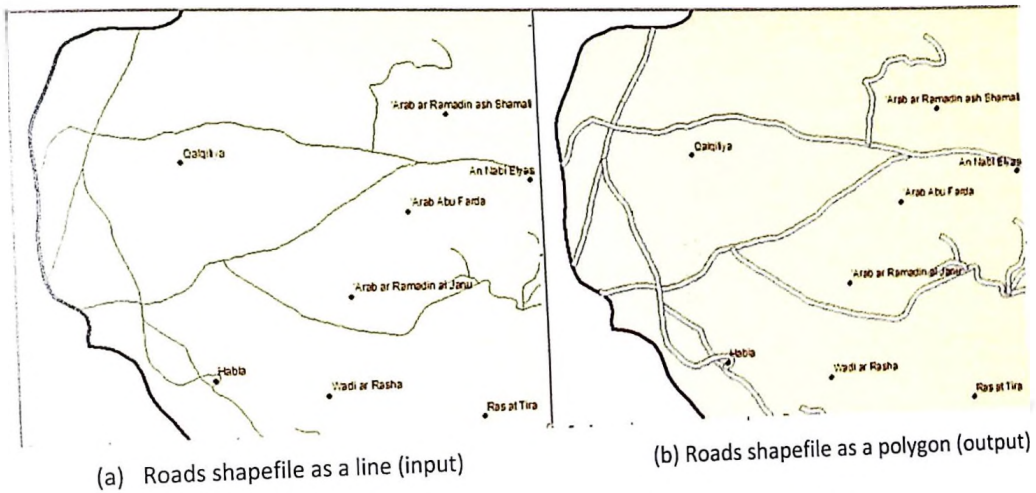 'Arab ar Ramadin ash Shamali
Qalqiliya
An Nabi Elyas
'Arab Abu Farda
'Arab ar Ramadin al Janu
Habla
Wadi ar Rasha
Ras at Tira
(a) Roads shapefile as a line (input)
'Arab ar Ramadin ash Shamali
Qalqiliya
An Nabi Elyas
'Arab Abu Farda
'Arab ar Ramadin al Janu
Habla
Wadi ar Rasha
Ras at Tira
(b) Roads shapefile as a polygon (output)